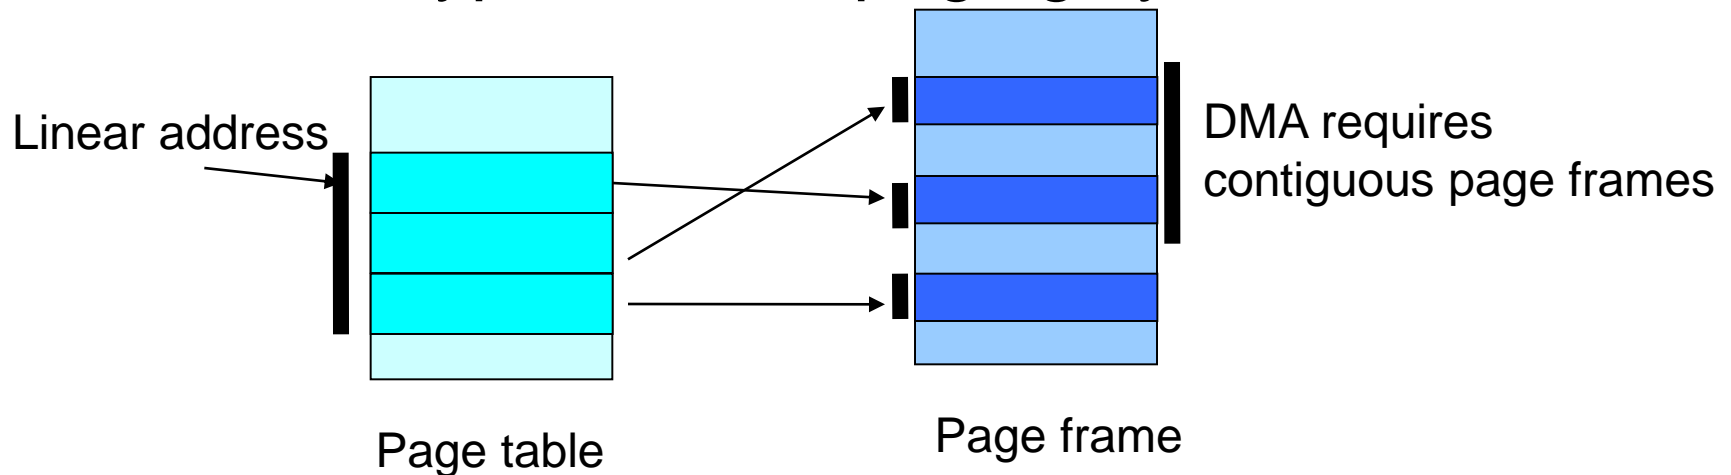 Linear address
DMA requires
contiguous page frames
Page frame
Page table